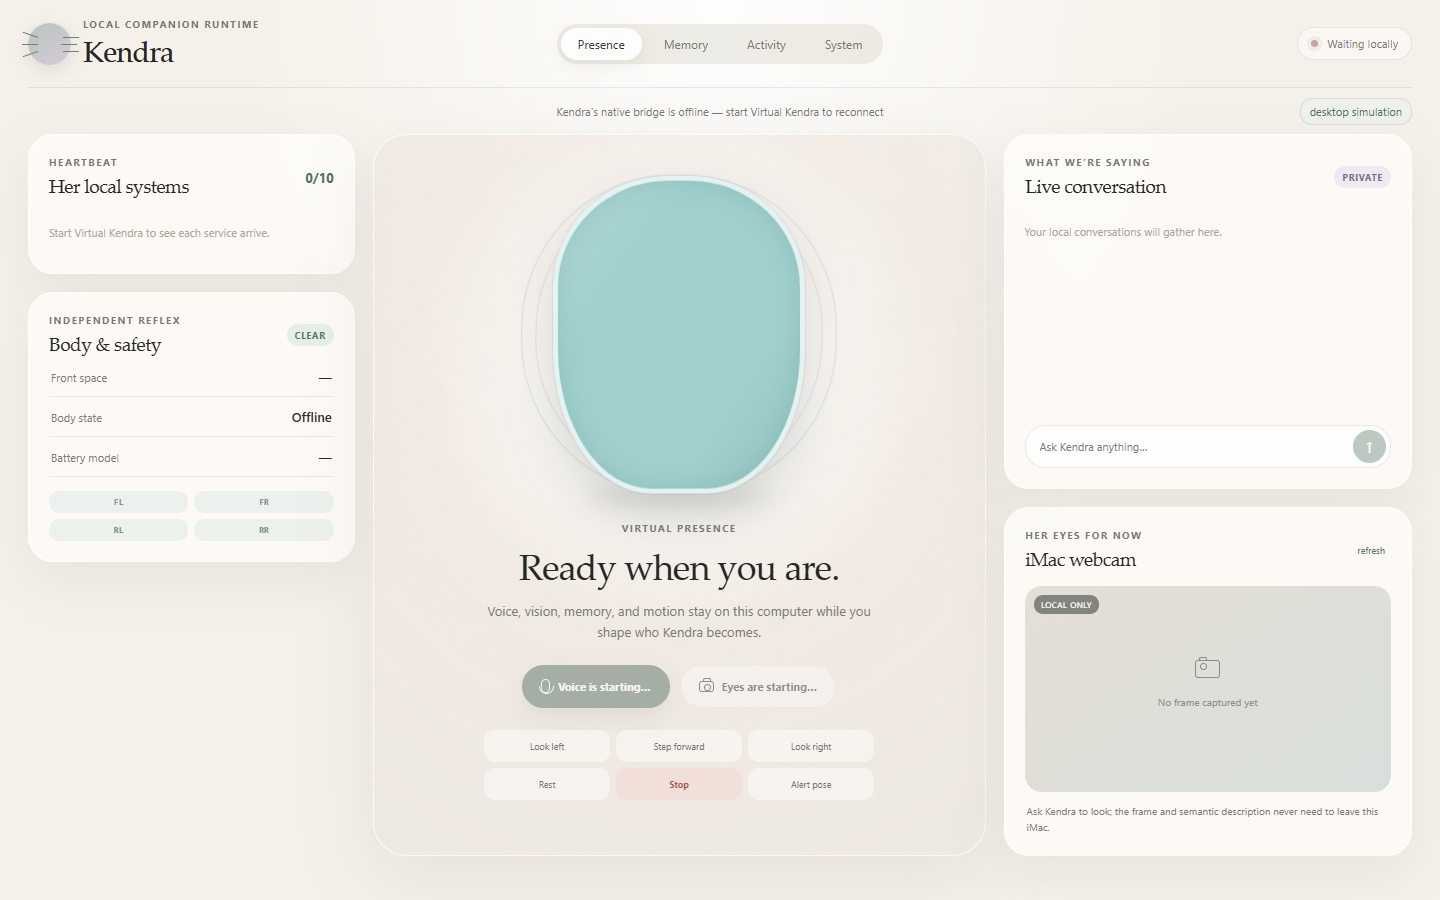 LOCAL COMPANION RUNTIME
Kendra
Presence
Memory
Activity
System
Waiting locally
Kendra's native bridge is offline — start Virtual Kendra to reconnect
desktop simulation
HEARTBEAT
Her local systems
0/10
Start Virtual Kendra to see each service arrive.
INDEPENDENT REFLEX
Body & safety
CLEAR
Front space
—
Body state
Offline
Battery model
—
FL
FR
RL
RR
VIRTUAL PRESENCE
Ready when you are.
Voice, vision, memory, and motion stay on this computer while you
shape who Kendra becomes.
Voice is starting...
Eyes are starting...
Look left
Step forward
Look right
Rest
Stop
Alert pose
WHAT WE'RE SAYING
Live conversation
PRIVATE
Your local conversations will gather here.
Ask Kendra anything...
↑
HER EYES FOR NOW
iMac webcam
refresh
LOCAL ONLY
No frame captured yet
Ask Kendra to look; the frame and semantic description never need to leave this
iMac.